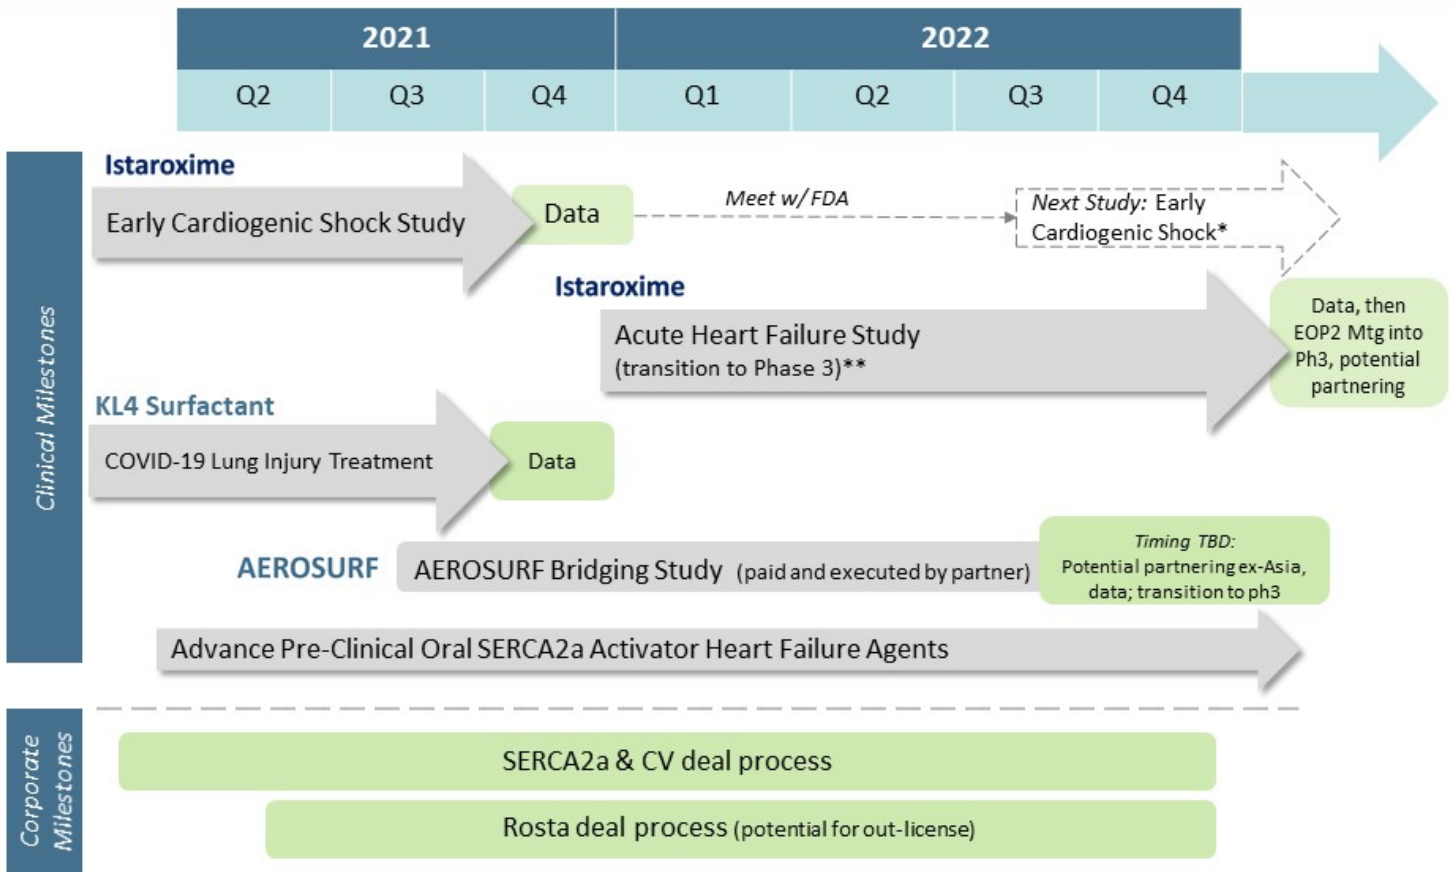 2021
2022
Q2
Q3
Q4
Q1
Q2
Q3
Q4
Clinical Milestones
Istaroxime
Early Cardiogenic Shock Study
Data
Meet w/ FDA
Next Study: Early
Cardiogenic Shock*
Istaroxime
Acute Heart Failure Study
(transition to Phase 3)**
Data, then
EOP2 Mtg into
Ph3, potential
partnering
KL4 Surfactant
COVID-19 Lung Injury Treatment
Data
AEROSURF
AEROSURF Bridging Study (paid and executed by partner)
Timing TBD:
Potential partnering ex-Asia,
data; transition to ph3
Advance Pre-Clinical Oral SERCA2a Activator Heart Failure Agents
Corporate
Milestones
SERCA2a & CV deal process
Rosta deal process (potential for out-license)